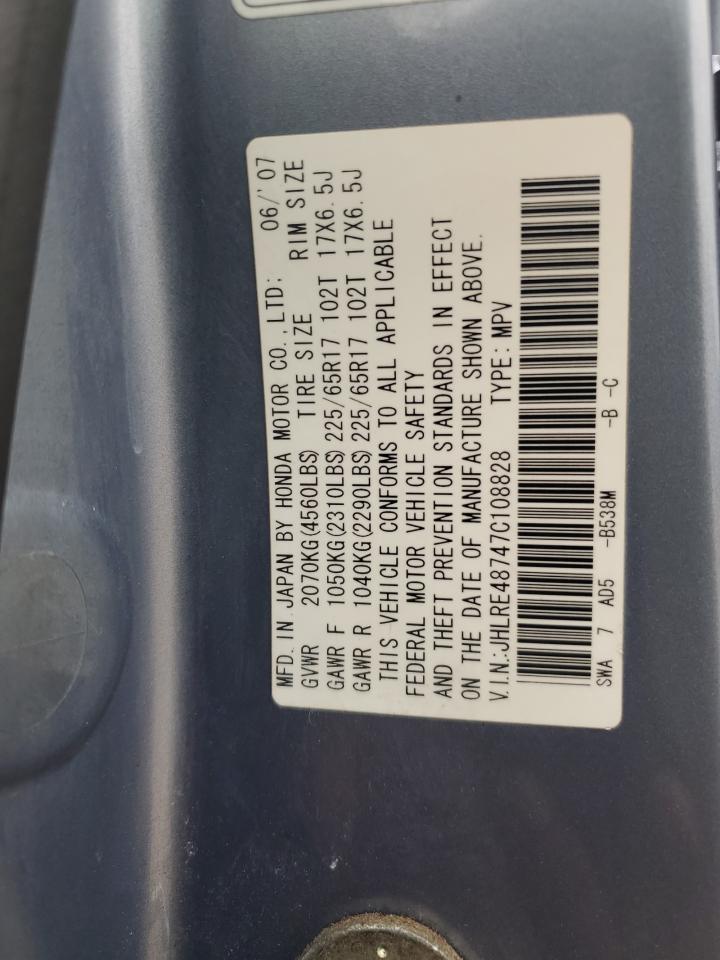 MFD. IN JAPAN BY HONDA MOTOR CO., LTD; 06/'07
GVWR 2070KG(4560LBS) TIRE SIZE RIM SIZE
GAWR F 1050KG(2310LBS) 225/65R17 102T 17X6.5J
GAWR R 1040KG(2290LBS) 225/65R17 102T 17X6.5J
THIS VEHICLE CONFORMS TO ALL APPLICABLE
FEDERAL MOTOR VEHICLE SAFETY
AND THEFT PREVENTION STANDARDS IN EFFECT
ON THE DATE OF MANUFACTURE SHOWN ABOVE.
V.I.N.:JHLRE48747C108828 TYPE: MPV
SWA 7 AD5 -B538M -B -C